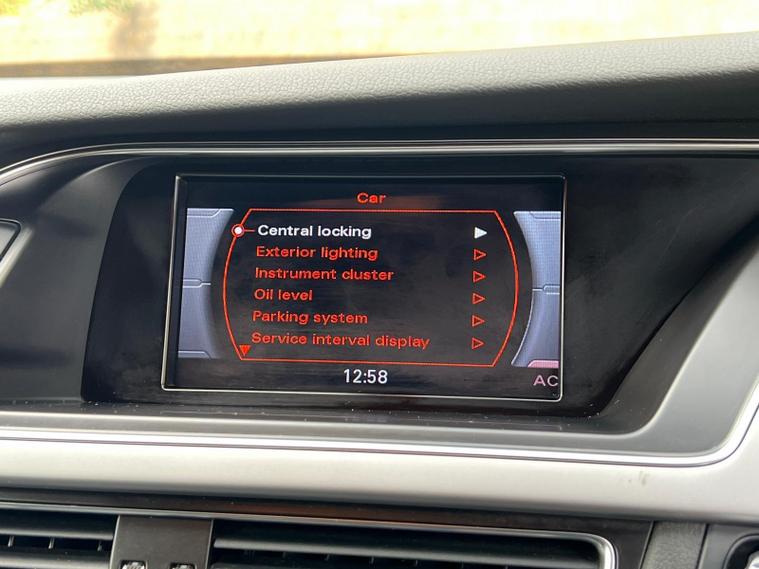 Car
Central locking
Exterior lighting
Instrument cluster
Oil level
Parking system
Service interval display
12:58
AC